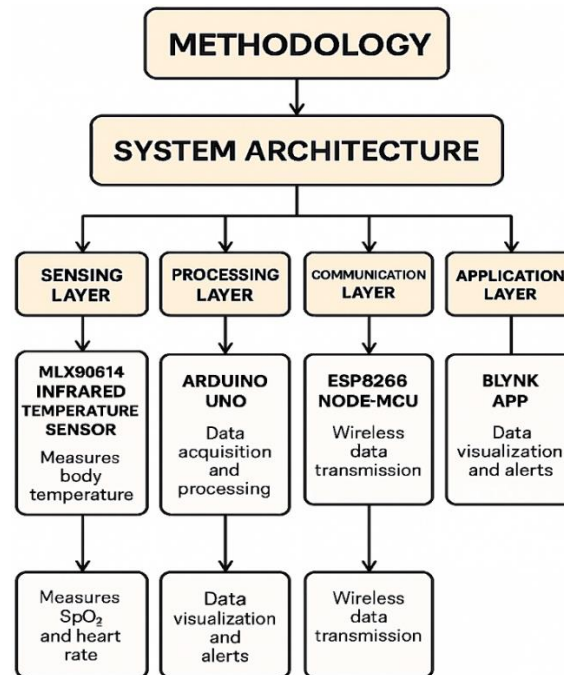 METHODOLOGY
SYSTEM ARCHITECTURE
SENSING
LAYER
PROCESSING
LAYER
COMMUNICATION
LAYER
APPLICATION
LAYER
MLX90614
INFRARED
TEMPERATURE
SENSOR
Measures
body
temperature
ARDUINO
UNO
Data
acquisition
and
processing
ESP8266
NODE-MCU
Wireless
data
transmission
BLYNK
APP
Data
visualization
and alerts
Measures
SpO₂
and heart
rate
Data
visualization
and
alerts
Wireless
data
transmission